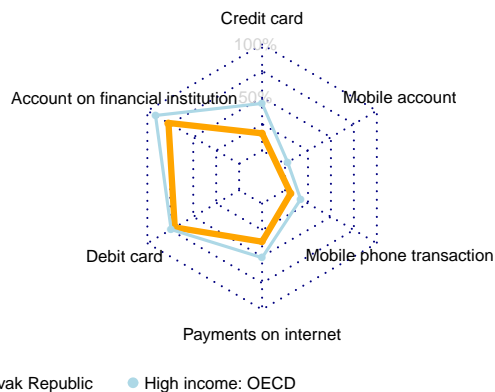 Credit card
100%
50%
Account on financial institution
Mobile account
Debit card
Mobile phone transaction
Payments on internet
vak Republic
High income: OECD